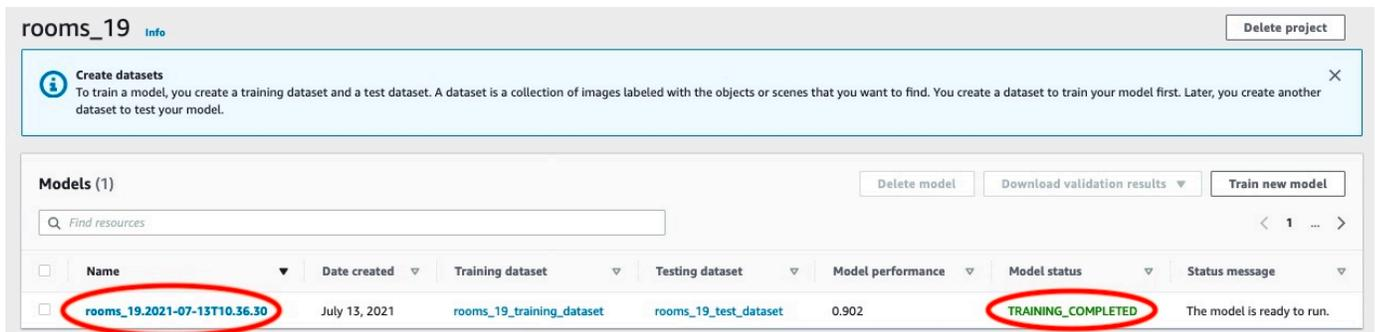 rooms_19 Info
Delete project
Create datasets
To train a model, you create a training dataset and a test dataset. A dataset is a collection of images labeled with the objects or scenes that you want to find. You create a dataset to train your model first. Later, you create another
dataset to test your model.
Models (1)
Delete model
Download validation results
Train new model
Find resources
1 ...
Name Date created Training dataset Testing dataset Model performance Model status Status message
rooms_19.2021-07-13T10.36.30 July 13, 2021 rooms_19_training_dataset rooms_19_test_dataset 0.902 TRAINING_COMPLETED The model is ready to run.